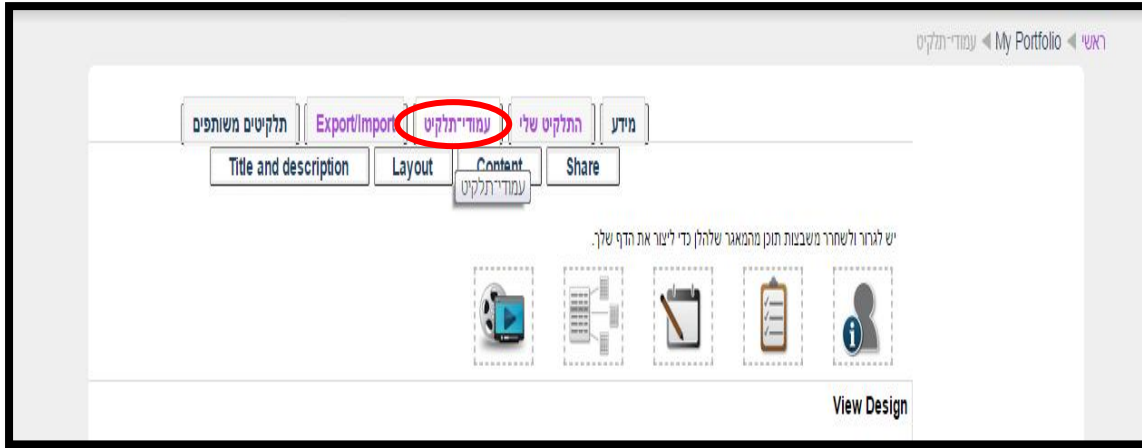 ראשי ◄ My Portfolio ◄ עמודי־תלקיט
מידע התלקיט שלי עמודי־תלקיט Export/Import תלקיטים משותפים
Title and description Layout Content Share
עמודי־תלקיט
יש לגרור ולשחרר משבצות תוכן מהמאגר שלהלן כדי ליצור את הדף שלך.
View Design